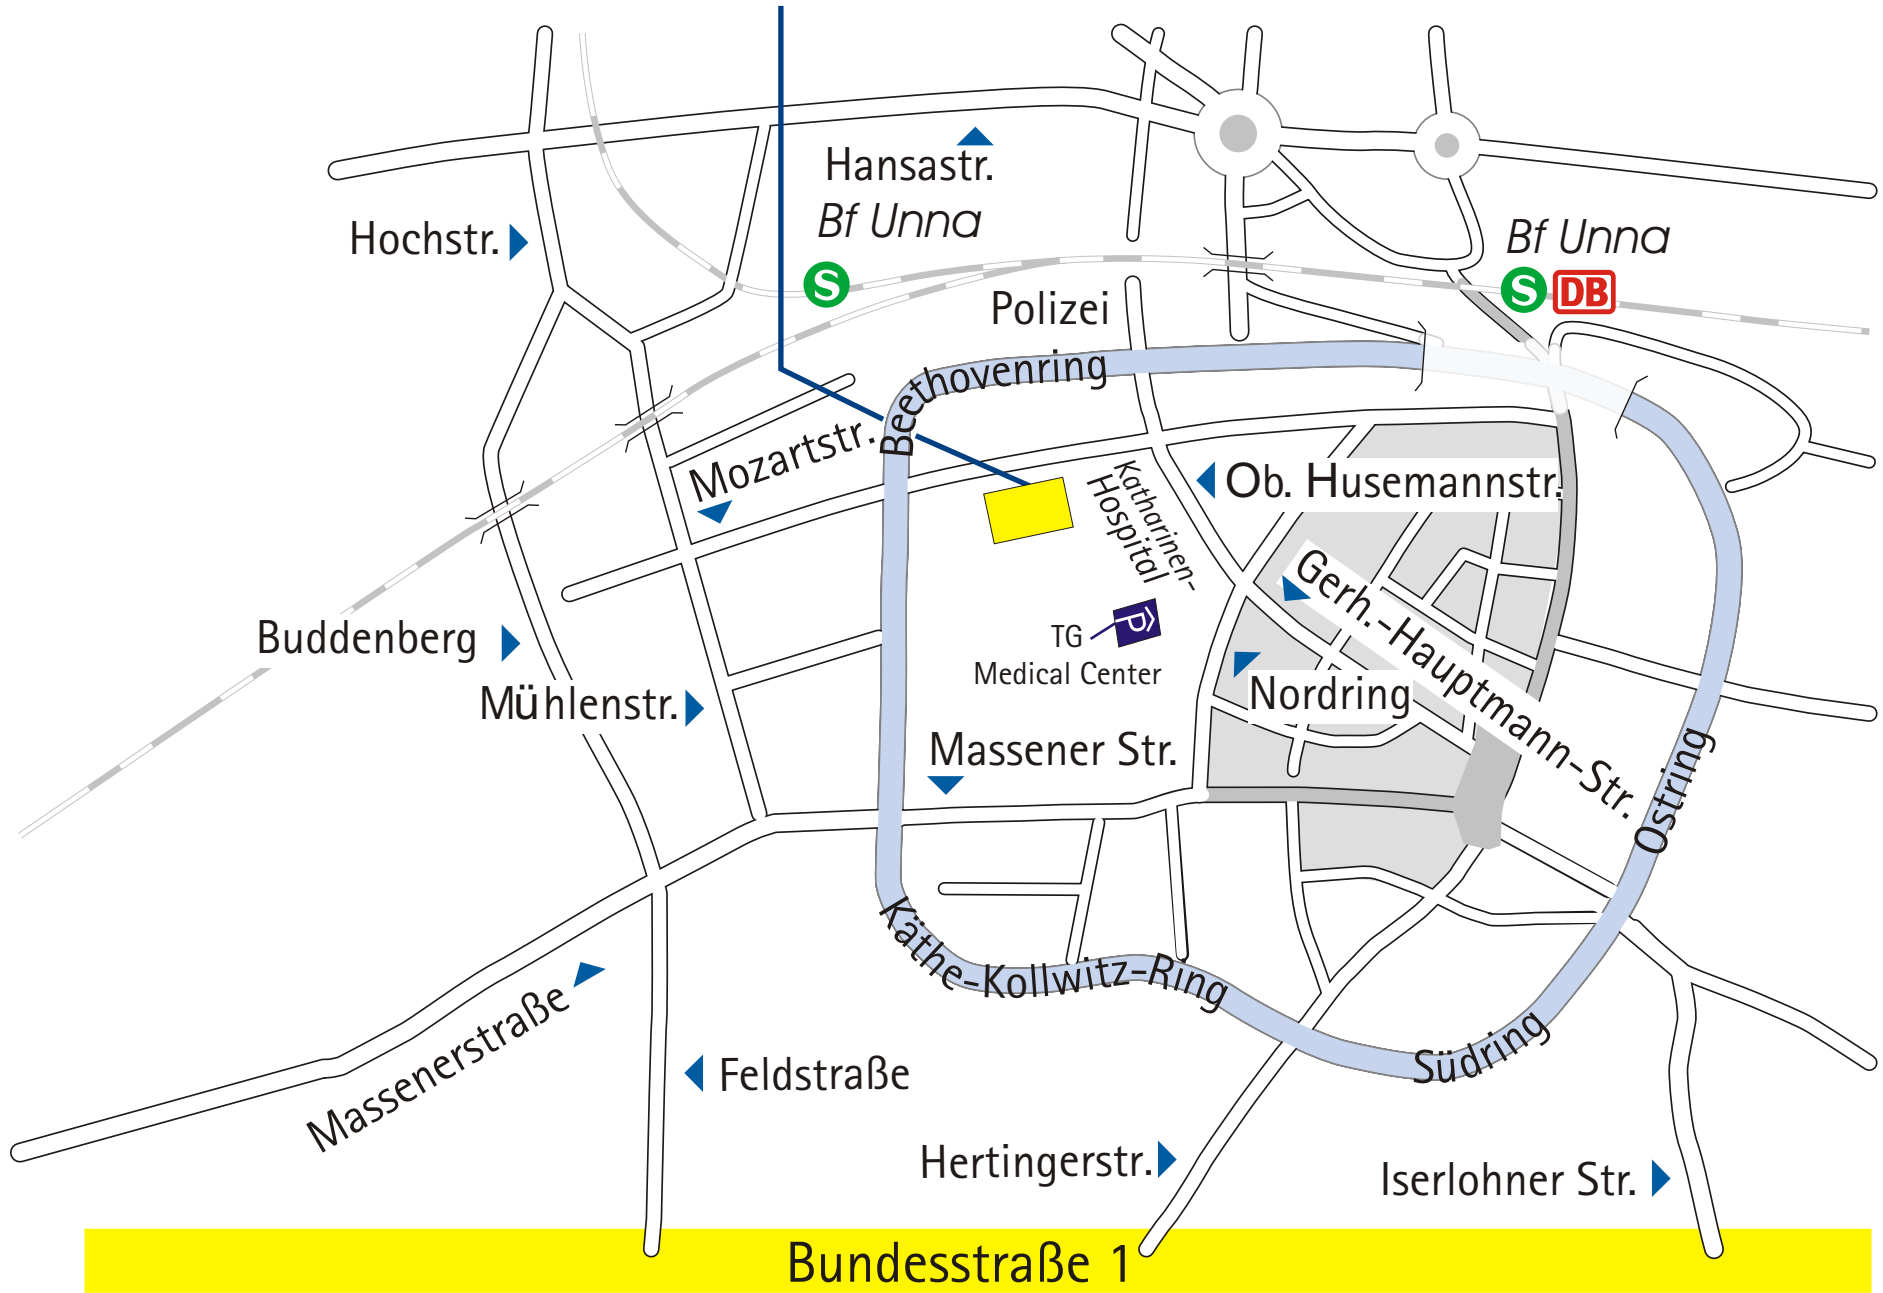 Hansastr.
Bf Unna
Hochstr.
Bf Unna
S
S
DB
Polizei
Beethovenring
Mozartstr.
Katharinen-
Hospital
Ob. Husemannstr.
Gerh.-Hauptmann-Str.
Buddenberg
P
TG
Medical Center
Mühlenstr.
Nordring
Massener Str.
Ostring
Käthe-Kollwitz-Ring
Massenerstraße
Feldstraße
Südring
Hertingerstr.
Iserlohner Str.
Bundesstraße 1